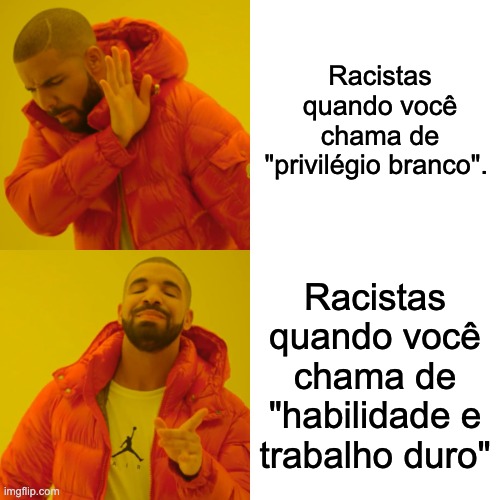 Racistas
quando você
chama de
"privilégio branco".
Racistas
quando você
chama de
"habilidade e
trabalho duro"
imgflip.com